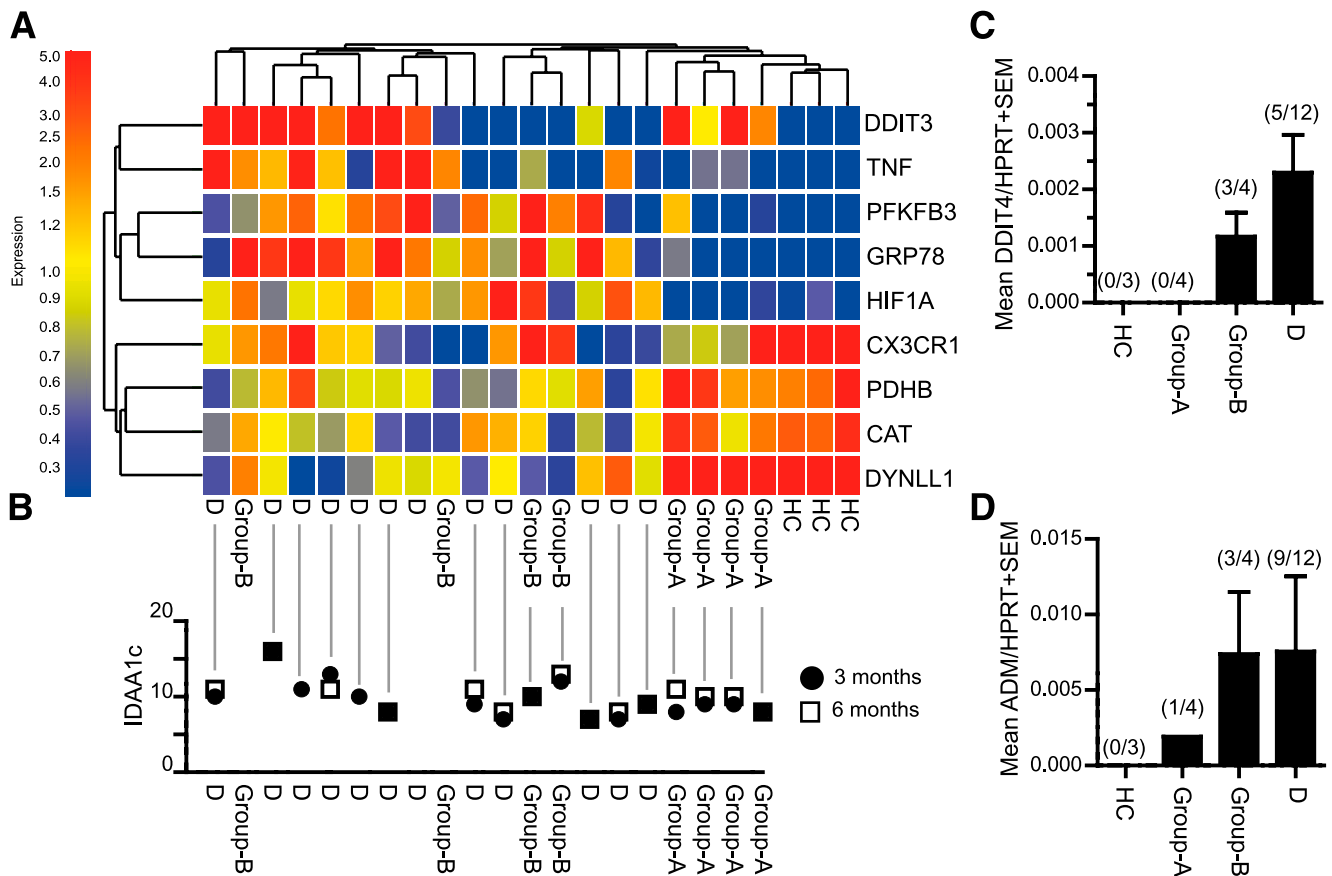 A
Expression
5.0
4.0
3.0
2.5
2.0
1.5
1.2
1.0
0.9
0.8
0.7
0.6
0.5
0.4
0.3
DDIT3
TNF
PFKFB3
GRP78
HIF1A
CX3CR1
PDHB
CAT
DYNLL1
D Group-B D D D D D D Group-B D D Group-B Group-B D D D Group-A Group-A Group-A Group-A HC HC HC
B
IDAA1c
20
10
0
3 months
6 months
D Group-B D D D D D D Group-B D D Group-B Group-B D D D Group-A Group-A Group-A Group-A
C
Mean DDIT4/HPRT+SEM
0.004
0.003
0.002
0.001
0.000
(0/3) (0/4) (3/4) (5/12)
HC Group-A Group-B D
D
Mean ADM/HPRT+SEM
0.015
0.010
0.005
0.000
(0/3) (1/4) (3/4) (9/12)
HC Group-A Group-B D